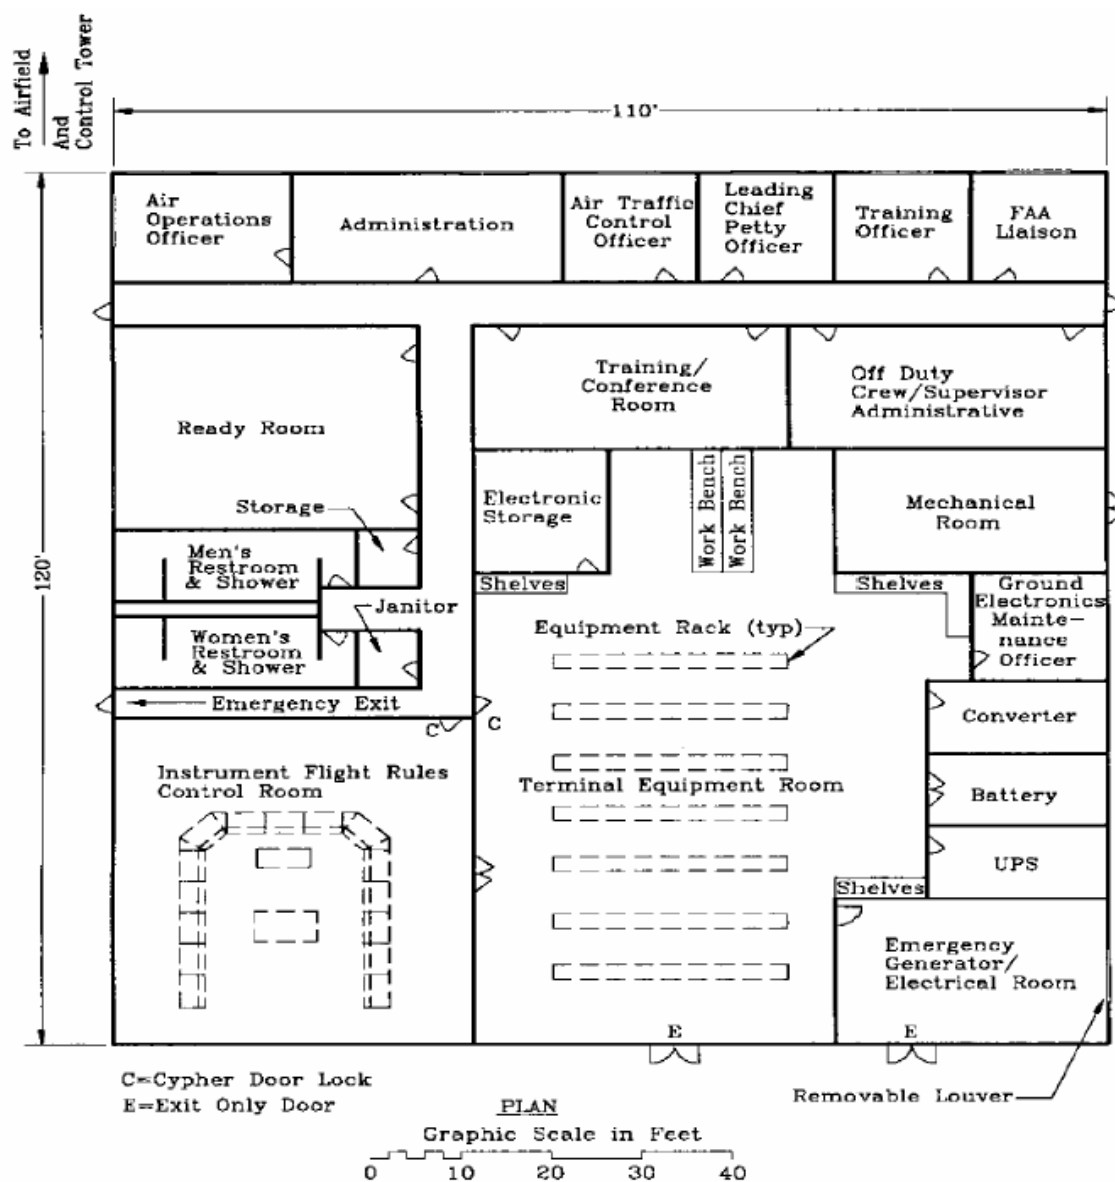 To Airfield
And
Control Tower
110'
Air
Operations
Officer
Administration
Air Traffic
Control
Officer
Leading
Chief
Petty
Officer
Training
Officer
FAA
Liaison
Training/
Conference
Room
Off Duty
Crew/Supervisor
Administrative
Ready Room
Storage
Electronic
Storage
Work Bench
Work Bench
Mechanical
Room
120'
Men's
Restroom
& Shower
Shelves
Shelves
Ground
Electronics
Mainte-
nance
Officer
Janitor
Women's
Restroom
& Shower
Equipment Rack (typ)
Emergency Exit
C
C
Converter
Instrument Flight Rules
Control Room
Terminal Equipment Room
Battery
UPS
Shelves
Emergency
Generator/
Electrical Room
E
E
C=Cypher Door Lock
E=Exit Only Door
Removable Louver
PLAN
Graphic Scale in Feet
0 10 20 30 40